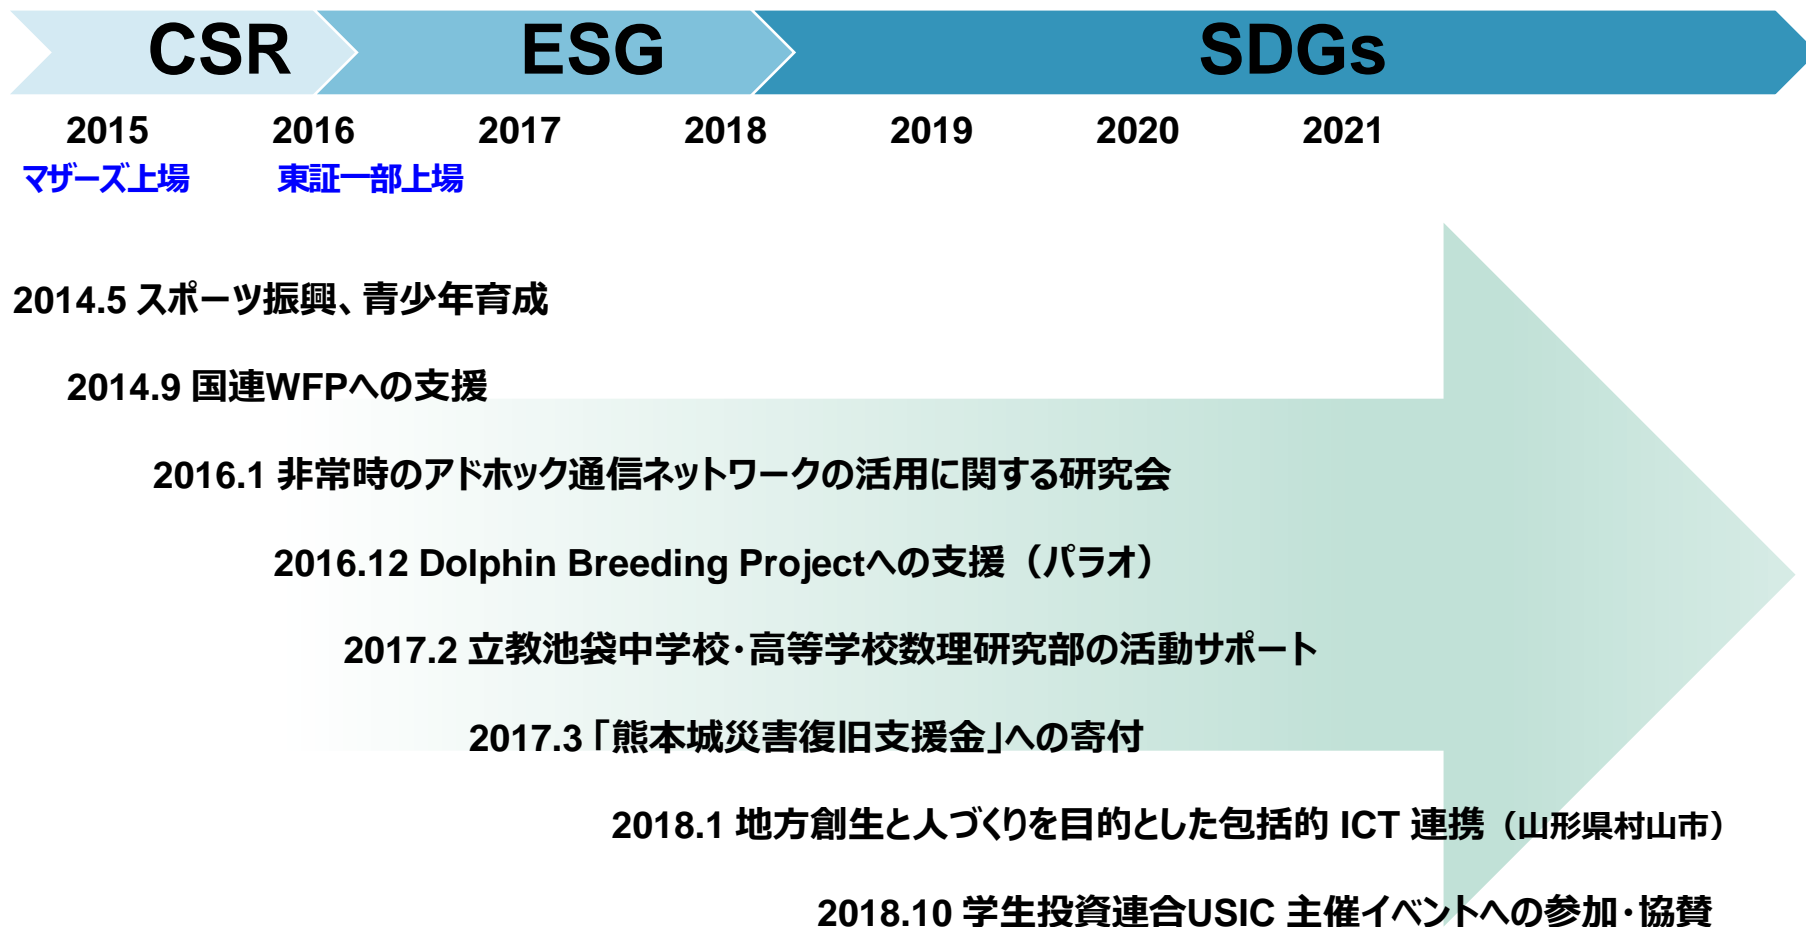 CSR ESG SDGs
2015 2016 2017 2018 2019 2020 2021
マザーズ上場 東証一部上場
2014.5 スポーツ振興、青少年育成
2014.9 国連WFPへの支援
2016.1 非常時のアドホック通信ネットワークの活用に関する研究会
2016.12 Dolphin Breeding Projectへの支援（パラオ）
2017.2 立教池袋中学校・高等学校数理研究部の活動サポート
2017.3 「熊本城災害復旧支援金」への寄付
2018.1 地方創生と人づくりを目的とした包括的 ICT 連携（山形県村山市）
2018.10 学生投資連合USIC 主催イベントへの参加・協賛